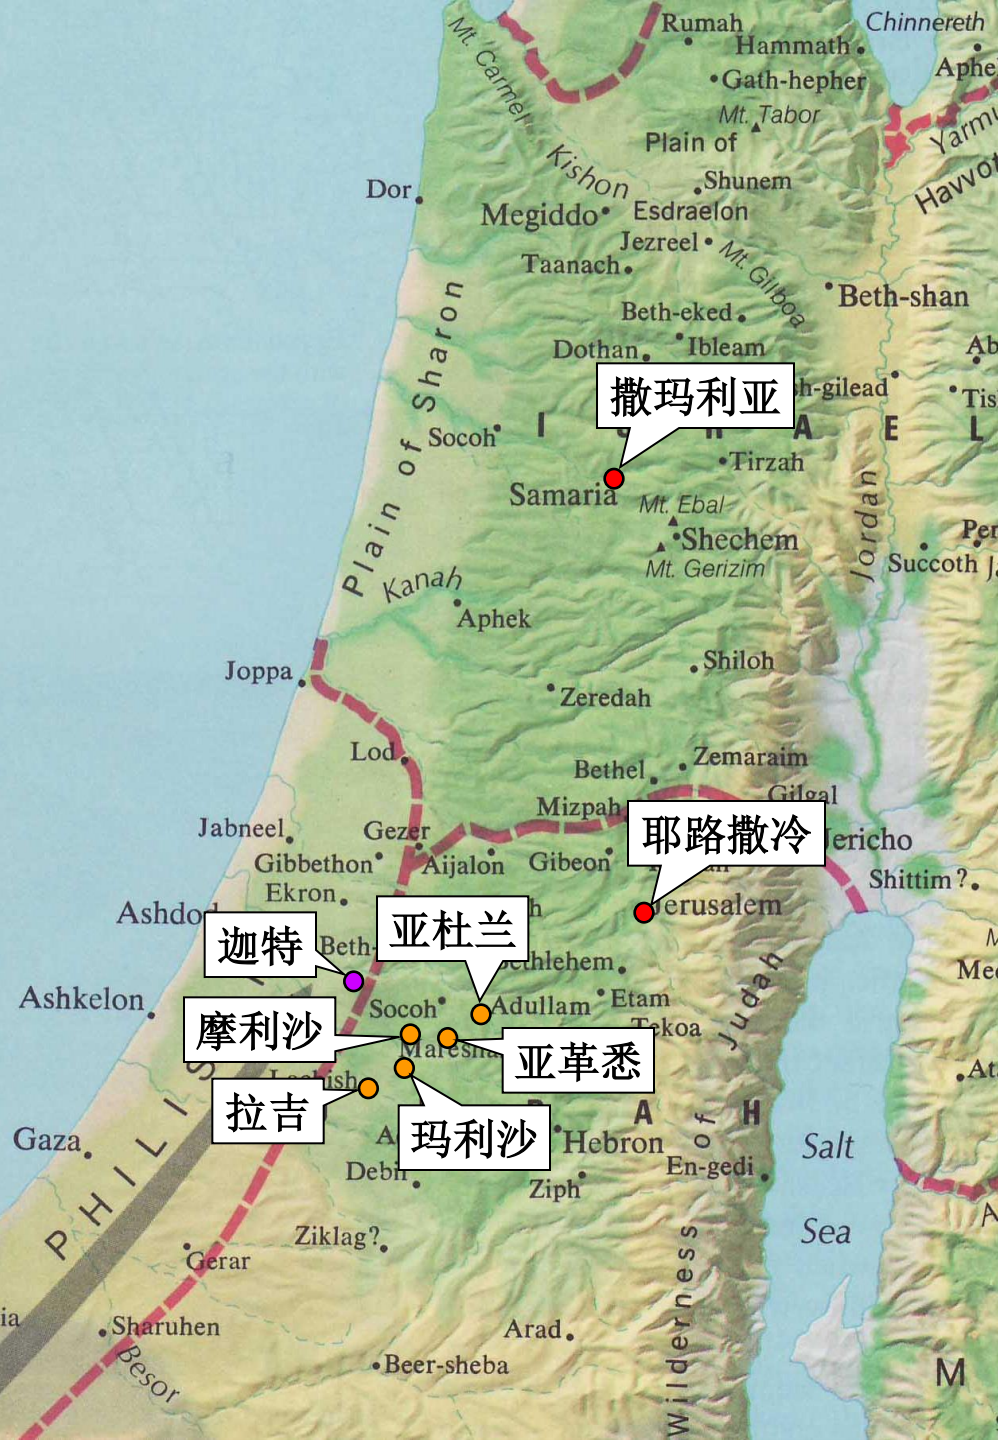 Rumah
Chinnereth
Hammath
Mt. Carmel
Gath-hepher
Mt. Tabor
Plain of
Kishon
Shunem
Dor
Megiddo
Esdraelon
Jezreel
Taanach
Mt. Gilboa
Beth-shan
Beth-eked
Ibleam
Dothan
撒玛利亚
Plain of Sharon
Socoh
Tirzah
Samaria
Mt. Ebal
Shechem
Mt. Gerizim
Jordan
Succoth
Kanah
Aphek
Shiloh
Joppa
Zeredah
Lod
Zemaraim
Bethel
Gilgal
Mizpah
耶路撒冷
Jabneel
Gezer
Jericho
Gibbethon
Aijalon
Gibeon
Shittim?
Ekron
Jerusalem
亚杜兰
迦特
Beth-
Ashkelon
Socoh
Adullam
Etam
Tekoa
摩利沙
亚革悉
拉吉
玛利沙
Hebron
Gaza
Debir
Ziph
En-gedi
Salt
Sea
Ziklag?
Gerar
Sharuhen
Arad
Beer-sheba
Besor
Wilderness of Judah
M